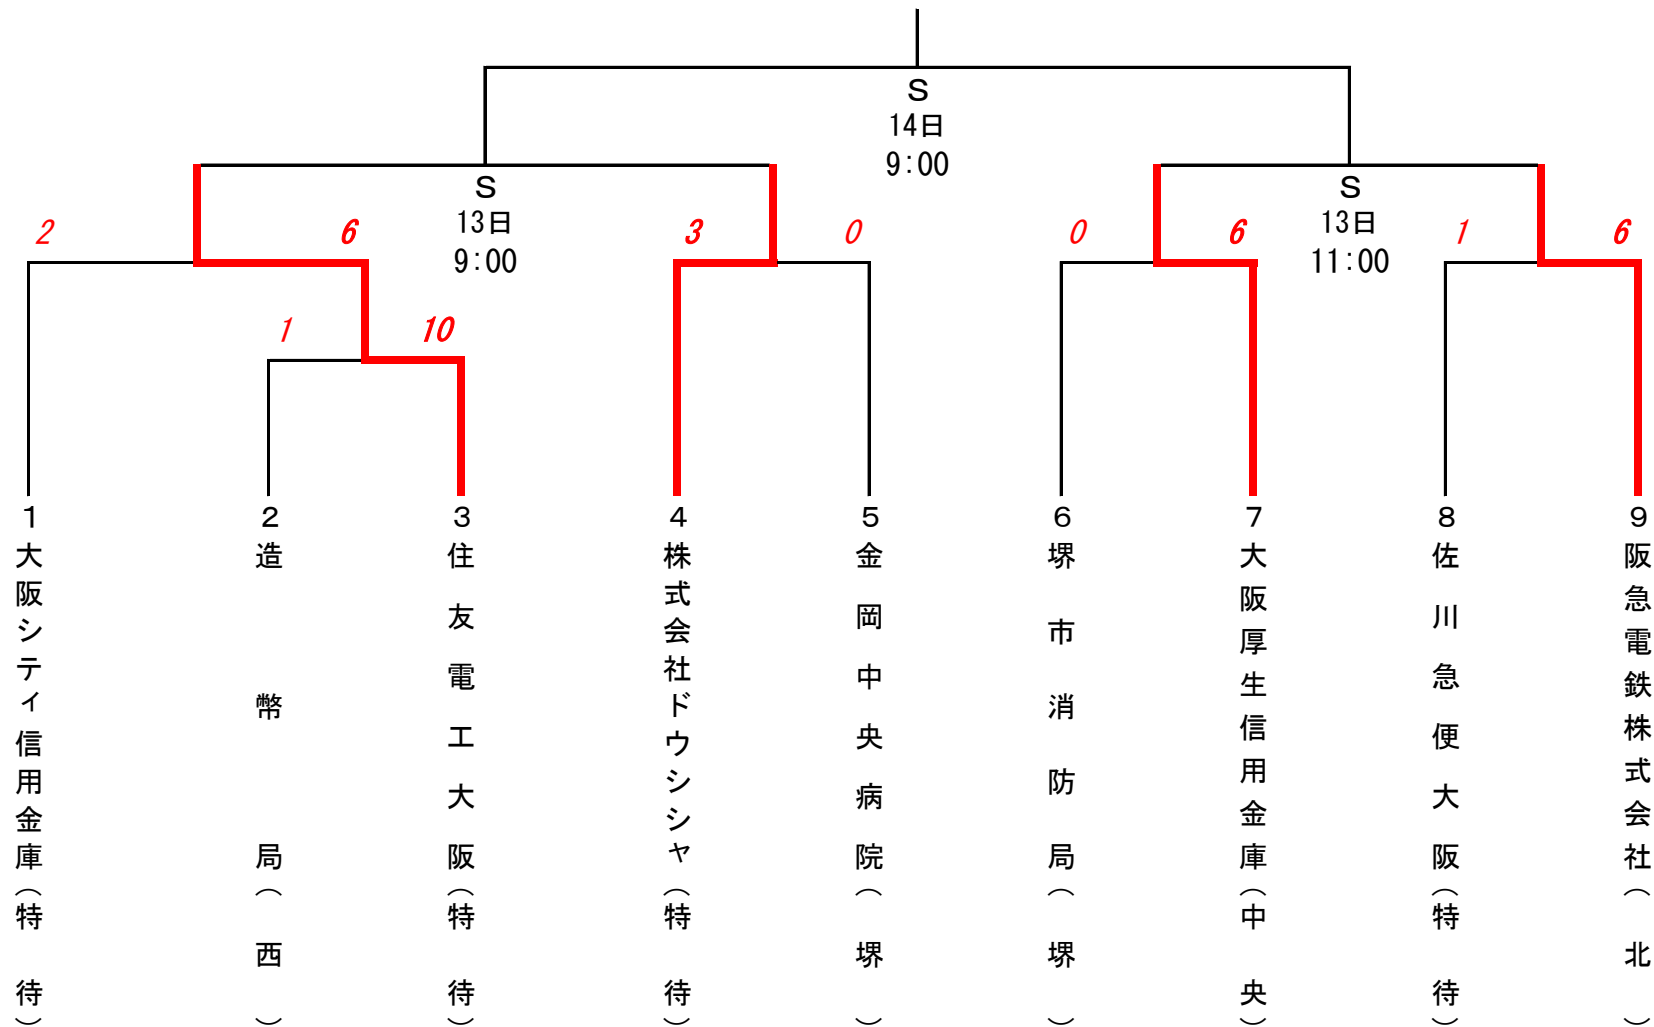 S
14日
9:00
S
13日
9:00
S
13日
11:00
2
6
3
0
0
6
1
6
1
10
1
大阪シティ信用金庫(特待)
2
造幣局(西)
3
住友電工大阪(特待)
4
株式会社ドウシシャ(特待)
5
金岡中央病院(堺)
6
堺市消防局(堺)
7
大阪厚生信用金庫(中央)
8
佐川急便大阪(特待)
9
阪急電鉄株式会社(北)